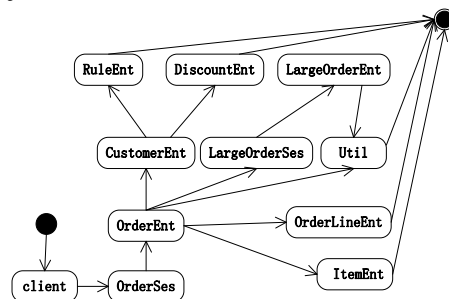 RuleEnt DiscountEnt LargeOrderEnt
CustomerEnt LargeOrderSes Util
OrderEnt OrderLineEnt
client OrderSes ItemEnt